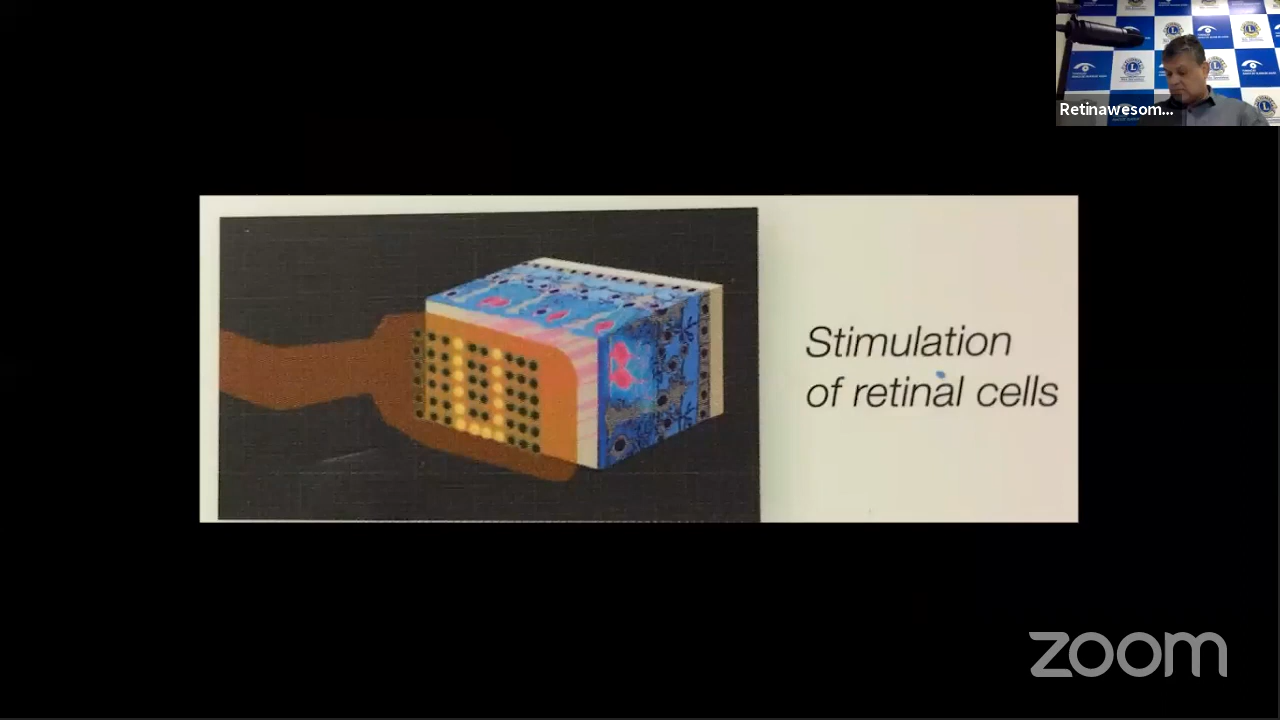 Retinawesom...
Stimulation
of retinal cells
zoom